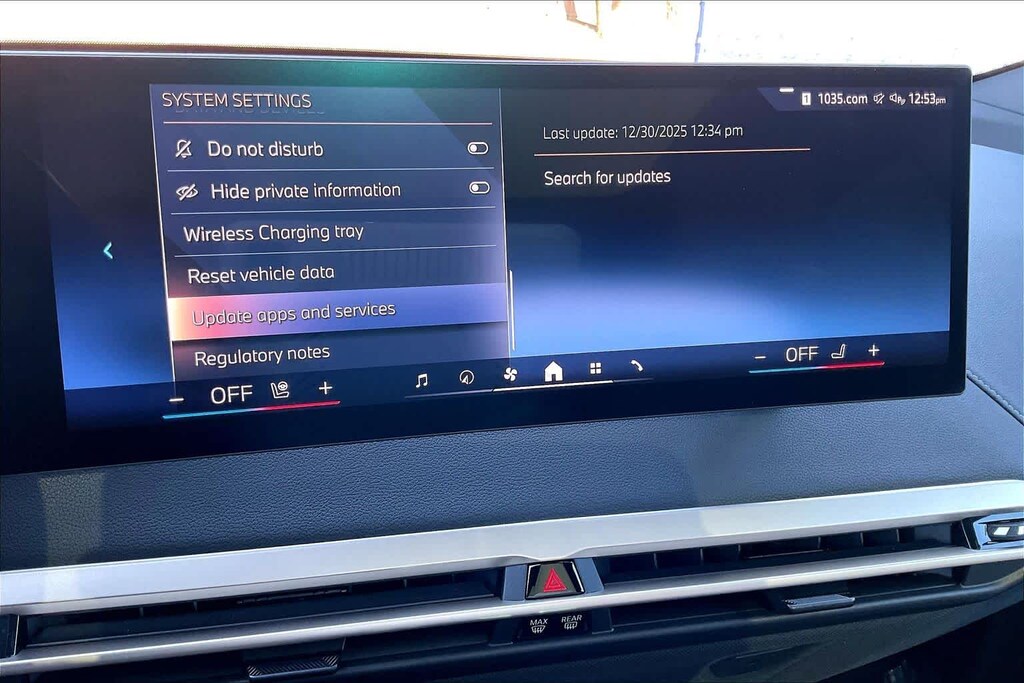 SYSTEM SETTINGS
Do not disturb
Hide private information
Wireless Charging tray
Reset vehicle data
Update apps and services
Regulatory notes
1 1035.com 12:53pm
Last update: 12/30/2025 12:34 pm
Search for updates
− OFF +
− OFF +
MAX REAR